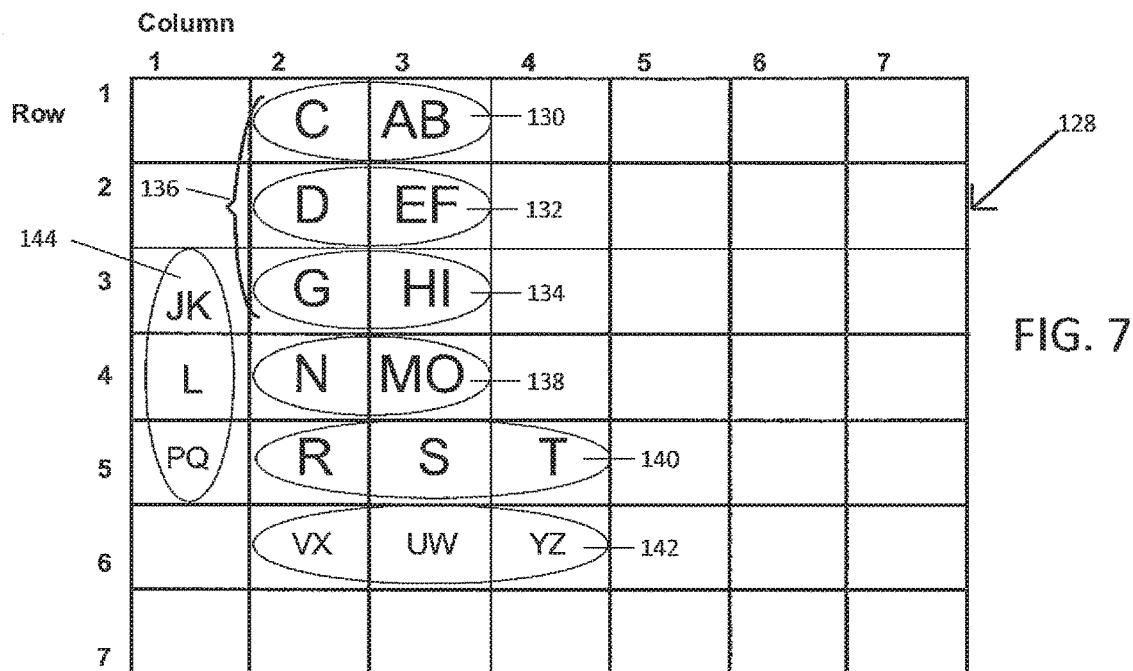 Column
1 2 3 4 5 6 7
Row 1 C AB 130
128
2 136 D EF 132
144
3 JK G HI 134
FIG. 7
4 L N MO 138
5 PQ R S T 140
6 VX UW YZ 142
7